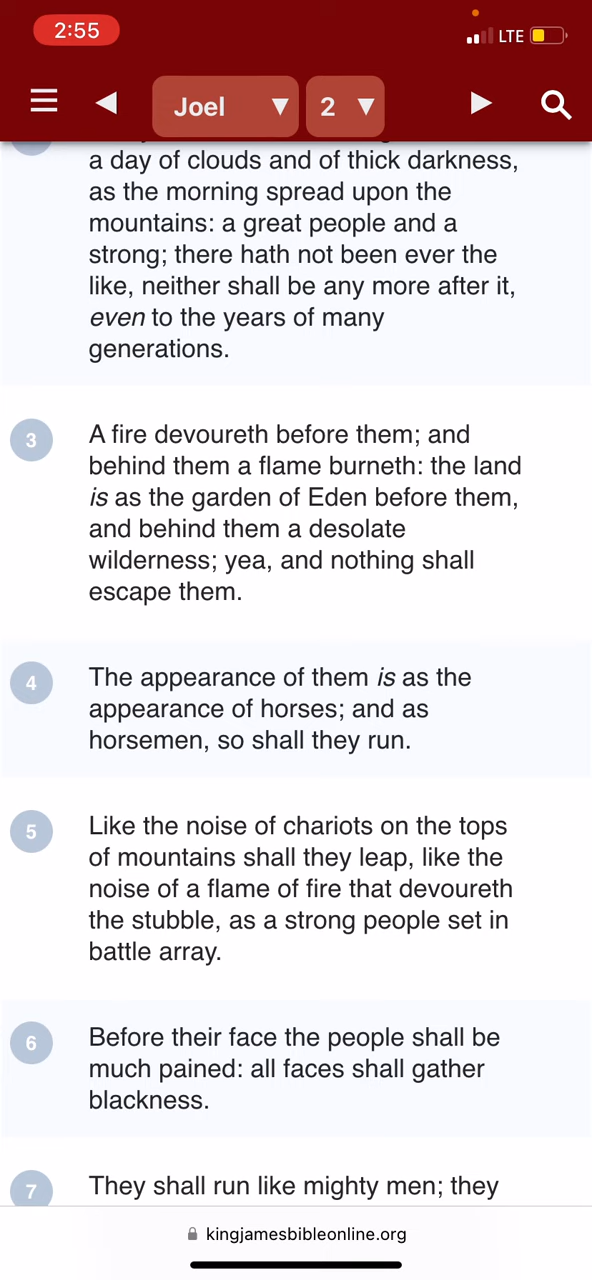 2:55
LTE
Joel
2
a day of clouds and of thick darkness,
as the morning spread upon the
mountains: a great people and a
strong; there hath not been ever the
like, neither shall be any more after it,
even to the years of many
generations.
3
A fire devoureth before them; and
behind them a flame burneth: the land
is as the garden of Eden before them,
and behind them a desolate
wilderness; yea, and nothing shall
escape them.
4
The appearance of them is as the
appearance of horses; and as
horsemen, so shall they run.
5
Like the noise of chariots on the tops
of mountains shall they leap, like the
noise of a flame of fire that devoureth
the stubble, as a strong people set in
battle array.
6
Before their face the people shall be
much pained: all faces shall gather
blackness.
7
They shall run like mighty men; they
kingjamesbibleonline.org